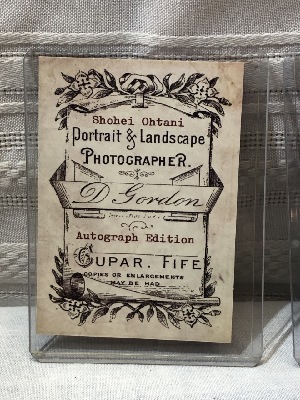 Shohei Ohtani
Portrait & Landscape
PHOTOGRAPHER.
D Gordon
Autograph Edition
CUPAR. FIFE
COPIES OR ENLARGEMENTS
MAY BE HAD